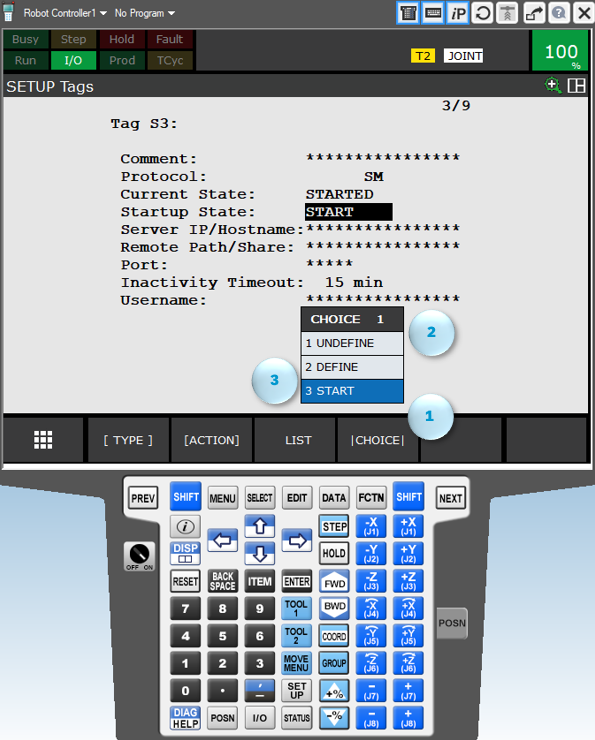 Robot Controller1 No Program iP ?
Busy Step Hold Fault
Run I/O Prod TCyc
T2 JOINT 100
%
SETUP Tags
3/9
Tag S3:
Comment: ****************
Protocol: SM
Current State: STARTED
Startup State: START
Server IP/Hostname:****************
Remote Path/Share: ****************
Port: *****
Inactivity Timeout: 15 min
Username: ****************
CHOICE 1
1 UNDEFINE
2 DEFINE
3 START
2
3
1
[ TYPE ] [ACTION] LIST |CHOICE|
PREV SHIFT MENU SELECT EDIT DATA FCTN SHIFT NEXT
i STEP -X (J1) +X (J1)
DISP HOLD -Y (J2) +Y (J2)
OFF ON
RESET BACK SPACE ITEM ENTER FWD -Z (J3) +Z (J3)
7 8 9 TOOL 1 BWD -X (J4) +X (J4)
4 5 6 TOOL 2 COORD -Y (J5) +Y (J5)
POSN
1 2 3 MOVE MENU GROUP -Z (J6) +Z (J6)
0 . SET UP +% - (J7) + (J7)
DIAG HELP POSN I/O STATUS -% - (J8) + (J8)